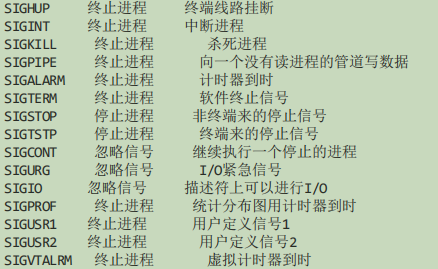 SIGHUP 终止进程 终端线路挂断
SIGINT 终止进程 中断进程
SIGKILL 终止进程 杀死进程
SIGPIPE 终止进程 向一个没有读进程的管道写数据
SIGALARM 终止进程 计时器到时
SIGTERM 终止进程 软件终止信号
SIGSTOP 停止进程 非终端来的停止信号
SIGTSTP 停止进程 终端来的停止信号
SIGCONT 忽略信号 继续执行一个停止的进程
SIGURG 忽略信号 I/O紧急信号
SIGIO 忽略信号 描述符上可以进行I/O
SIGPROF 终止进程 统计分布图用计时器到时
SIGUSR1 终止进程 用户定义信号1
SIGUSR2 终止进程 用户定义信号2
SIGVTALRM 终止进程 虚拟计时器到时